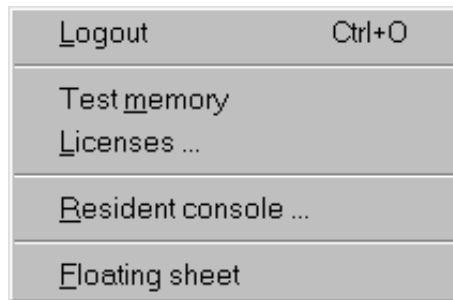 Logout Ctrl+O
Test memory
Licenses ...
Resident console ...
Floating sheet